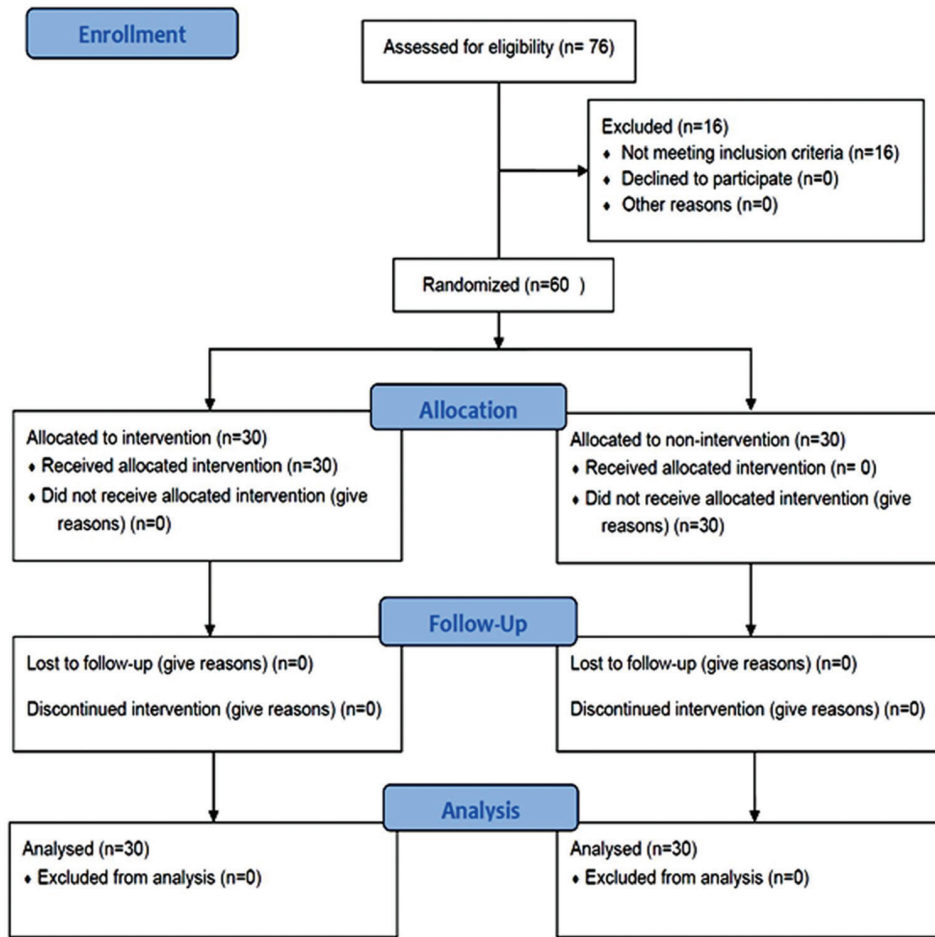 Enrollment
Assessed for eligibility (n= 76)
Excluded (n=16)
♦ Not meeting inclusion criteria (n=16)
♦ Declined to participate (n=0)
♦ Other reasons (n=0)
Randomized (n=60 )
Allocation
Allocated to intervention (n=30)
♦ Received allocated intervention (n=30)
♦ Did not receive allocated intervention (give
reasons) (n=0)
Allocated to non-intervention (n=30)
♦ Received allocated intervention (n= 0)
♦ Did not receive allocated intervention (give
reasons) (n=30)
Follow-Up
Lost to follow-up (give reasons) (n=0)
Discontinued intervention (give reasons) (n=0)
Lost to follow-up (give reasons) (n=0)
Discontinued intervention (give reasons) (n=0)
Analysis
Analysed (n=30)
♦ Excluded from analysis (n=0)
Analysed (n=30)
♦ Excluded from analysis (n=0)